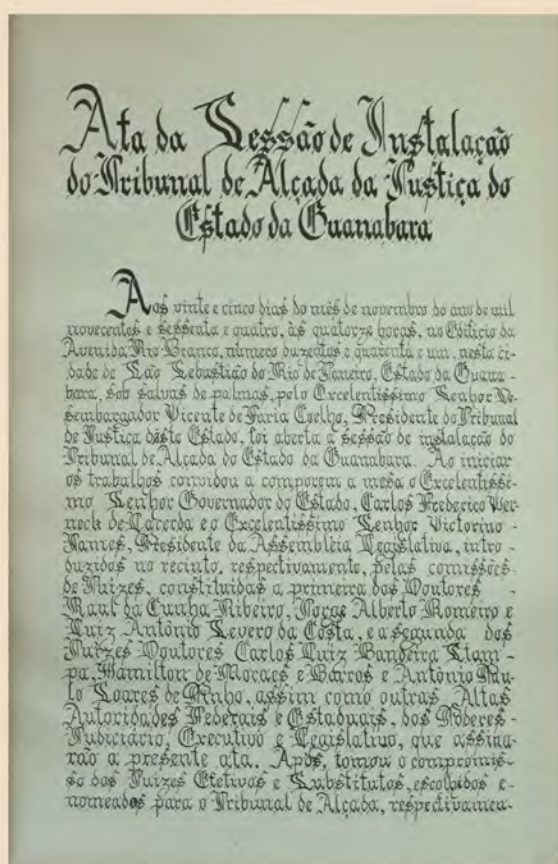 Ata da Sessão de Instalação
do Tribunal de Alçada da Justiça do
Estado da Guanabara
Aos vinte e cinco dias do mês de novembro do ano de mil
novecentos e sessenta e quatro, às quatorze horas, no Edifício da
Avenida Rio Branco, número duzentos e quarenta e um, nesta ci-
dade de São Sebastião do Rio de Janeiro, Estado da Guana-
bara, sob salvas de palmas, pelo Excelentíssimo Senhor De-
sembargador Vicente de Faria Coelho, Presidente do Tribunal
de Justiça dêste Estado, foi aberta a sessão de instalação do
Tribunal de Alçada do Estado da Guanabara. Ao iniciar
os trabalhos convidou a comporem a mesa o Excelentíssi-
mo Senhor Governador do Estado, Carlos Frederico Wer-
neck de Lacerda e o Excelentíssimo Senhor Victorino
James, Presidente da Assembléia Legislativa, intro-
duzidos no recinto, respectivamente, pelas comissões
de Juizes, constituidas a primeira dos Doutores
Raul da Cunha Ribeiro, Jorge Alberto Romeiro e
Luiz Antônio Severo da Costa, e a segunda dos
Juizes Doutores Carlos Luiz Bandeira Stam-
pa, Hamilton de Moraes e Barros e Antônio Pau-
lo Soares de Pinho, assim como outras Altas
Autoridades Federais e Estaduais, dos Poderes
Judiciário, Executivo e Legislativo, que assina-
rão a presente ata. Após, tomou o compromis-
so dos Juizes Efetivos e Substitutos, escolhidos e
nomeados para o Tribunal de Alçada, respectivamen-